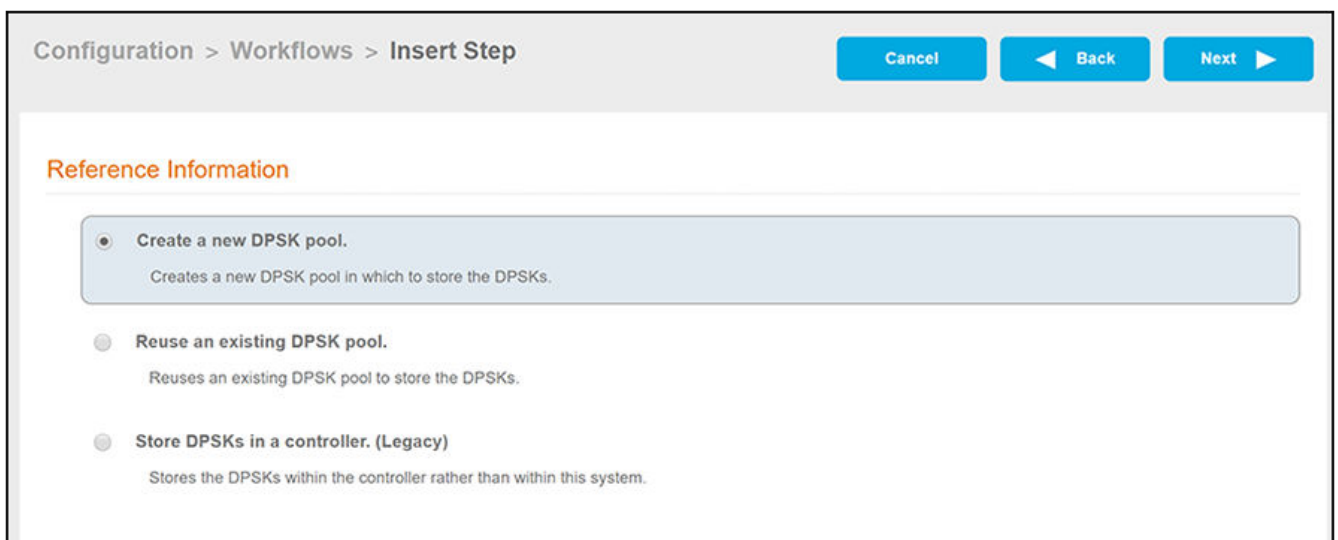 Configuration > Workflows > Insert Step
Cancel
Back
Next
Reference Information
Create a new DPSK pool.
Creates a new DPSK pool in which to store the DPSKs.
Reuse an existing DPSK pool.
Reuses an existing DPSK pool to store the DPSKs.
Store DPSKs in a controller. (Legacy)
Stores the DPSKs within the controller rather than within this system.